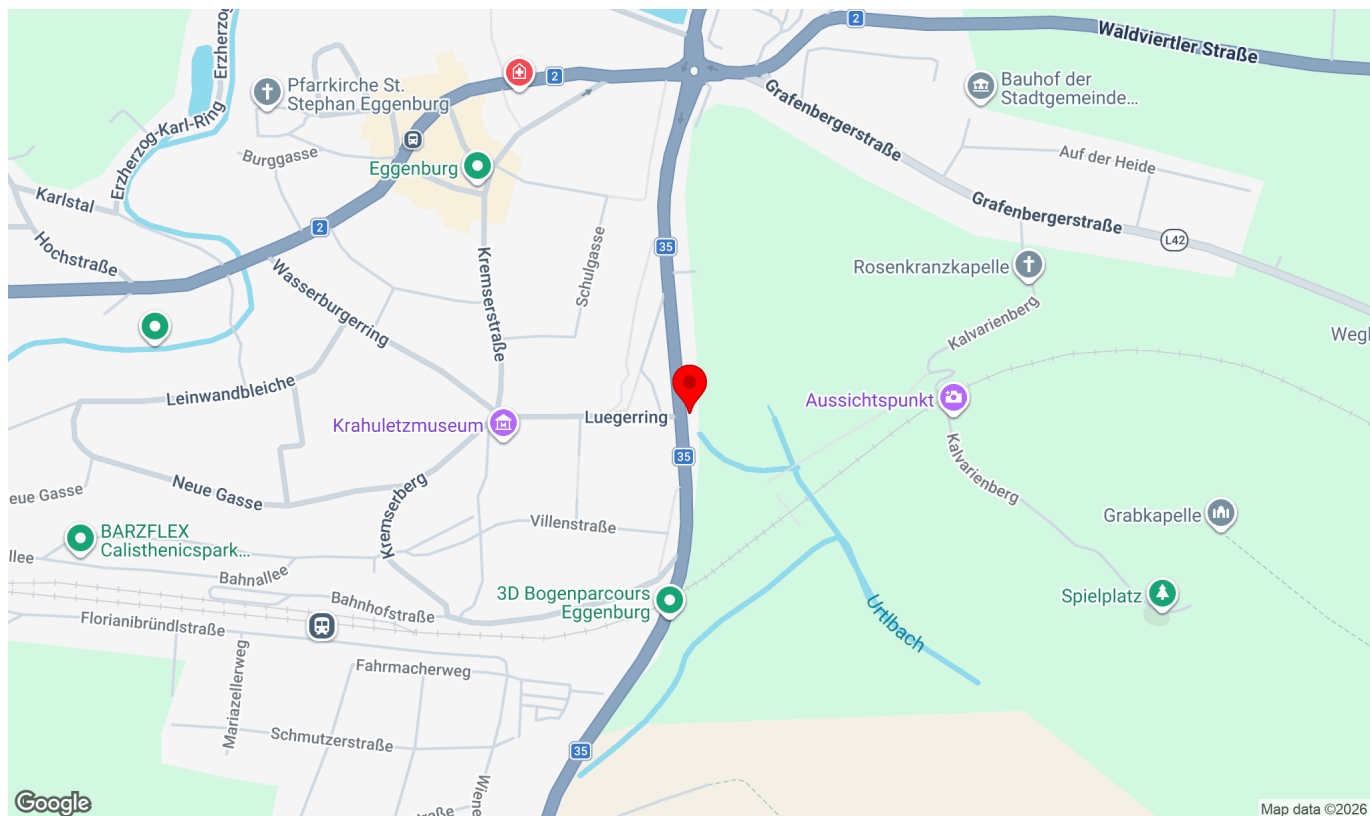 2
Waldviertler Straße
Erzherzog
Pfarrkirche St.
Stephan Eggenburg
2
Bauhof der
Stadtgemeinde...
Erzherzog-Karl-Ring
Burggasse
Grafenbergerstraße
Auf der Heide
Eggenburg
Karlstal
Grafenbergerstraße
L42
2
Hochstraße
35
Schulgasse
Kremserstraße
Wasserburgerring
Rosenkranzkapelle
Kalvarienberg
Wegl
Leinwandbleiche
Aussichtspunkt
Luegerring
Krahuletzmuseum
35
Kalvarienberg
eue Gasse
Neue Gasse
Kremserberg
Villenstraße
Grabkapelle
BARZFLEX
Calisthenicspark...
llee
Bahnallee
Bahnhofstraße
3D Bogenparcours
Eggenburg
Spielplatz
Urtlbach
Florianibründlstraße
Mariazellerweg
Fahrmacherweg
Schmutzerstraße
35
Wiene
straße
Google
Map data ©2026